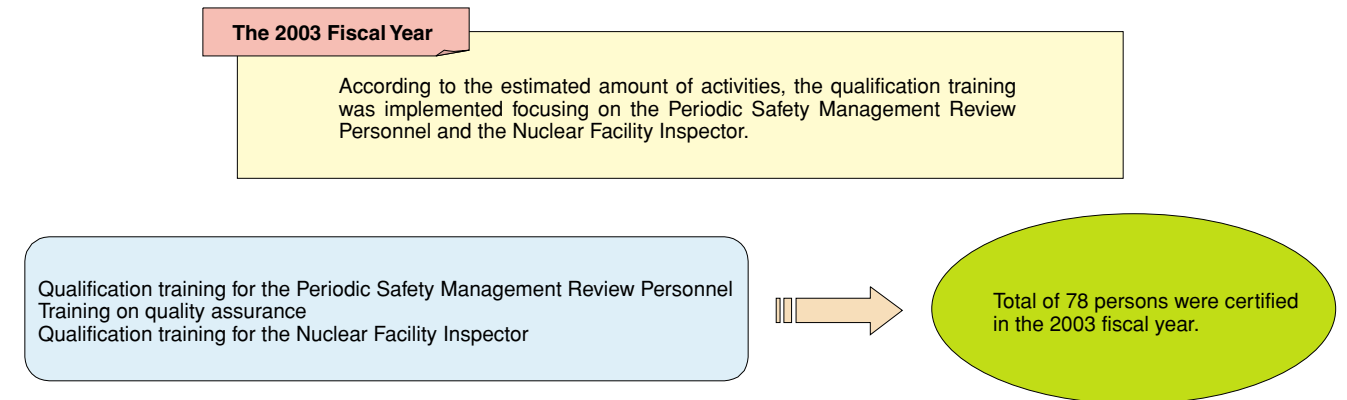 The 2003 Fiscal Year
According to the estimated amount of activities, the qualification training
was implemented focusing on the Periodic Safety Management Review
Personnel and the Nuclear Facility Inspector.
Qualification training for the Periodic Safety Management Review Personnel
Training on quality assurance
Qualification training for the Nuclear Facility Inspector
Total of 78 persons were certified
in the 2003 fiscal year.